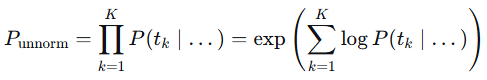 P_unnorm = ∏_{k=1}^{K} P(t_k | ...) = exp ( ∑_{k=1}^{K} log P(t_k | ...) )